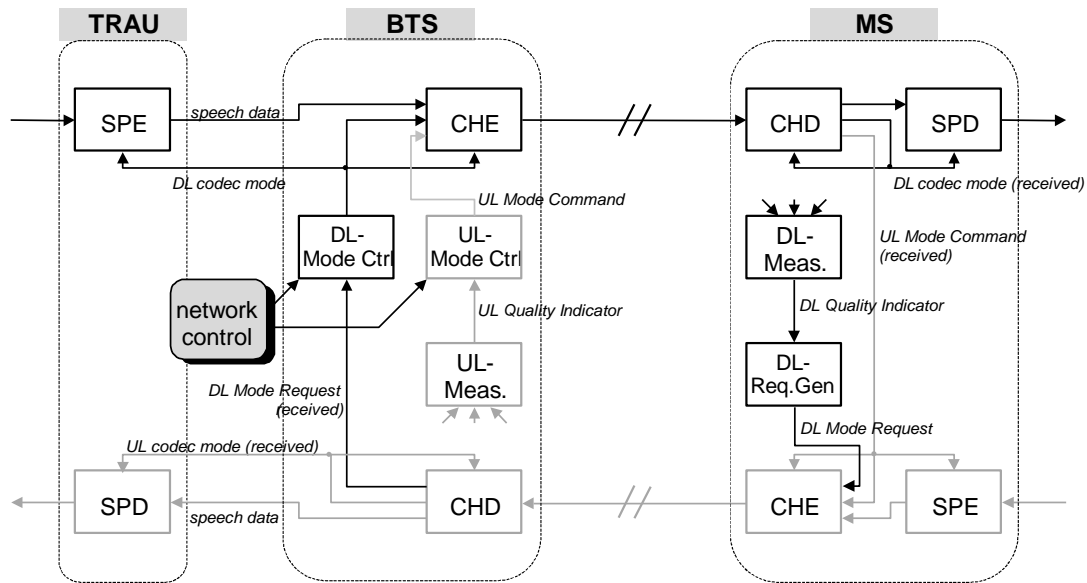 TRAU
BTS
MS
SPE
speech data
CHE
CHD
SPD
DL codec mode
DL codec mode (received)
UL Mode Command
DL-
Mode Ctrl
UL-
Mode Ctrl
DL-
Meas.
UL Mode Command
(received)
network
control
UL Quality Indicator
DL Quality Indicator
UL-
Meas.
DL-
Req.Gen
DL Mode Request
(received)
DL Mode Request
UL codec mode (received)
SPD
speech data
CHD
CHE
SPE